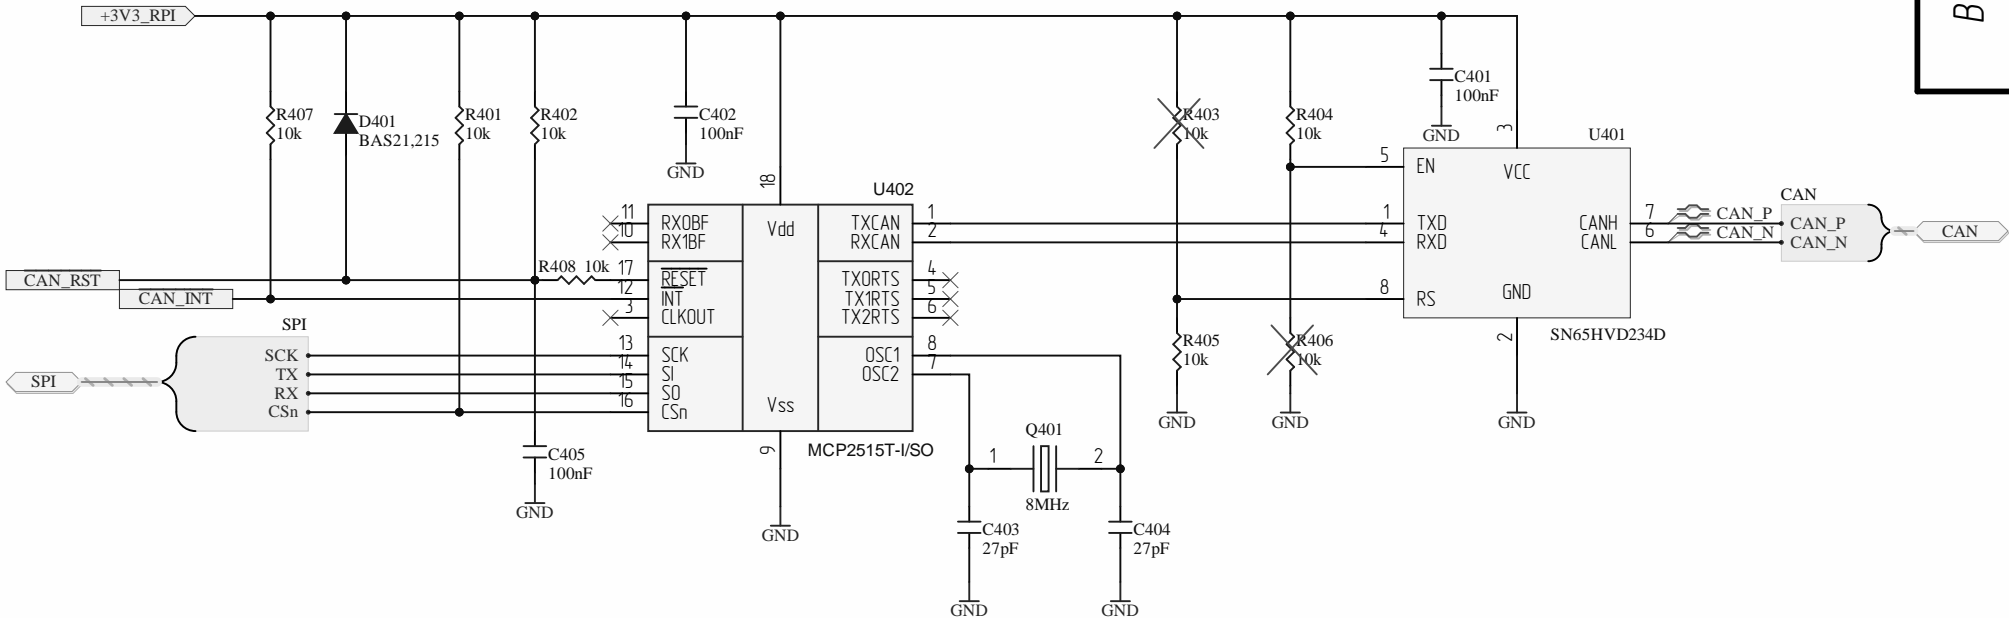 +3V3_RPI
B
R407
10k
D401
BAS21,215
R401
10k
R402
10k
C402
100nF
GND
R403
10k
R404
10k
C401
100nF
GND
U401
3
5
EN
VCC
18
U402
11
RX0BF
10
RX1BF
Vdd
TXCAN
1
RXCAN
2
1
TXD
4
RXD
CANH
7
CANL
6
CAN_P
CAN_N
CAN
CAN_P
CAN_N
CAN
CAN_RST
R408 10k
17
RESET
CAN_INT
12
INT
3
CLKOUT
TX0RTS
4
TX1RTS
5
TX2RTS
6
8
RS
GND
2
SN65HVD234D
SPI
SPI
SCK
TX
RX
CSn
13
SCK
14
SI
15
SO
16
CSn
Vss
OSC1
8
OSC2
7
R405
10k
R406
10k
GND
GND
GND
9
MCP2515T-I/SO
C405
100nF
GND
GND
Q401
1
2
8MHz
C403
27pF
C404
27pF
GND
GND